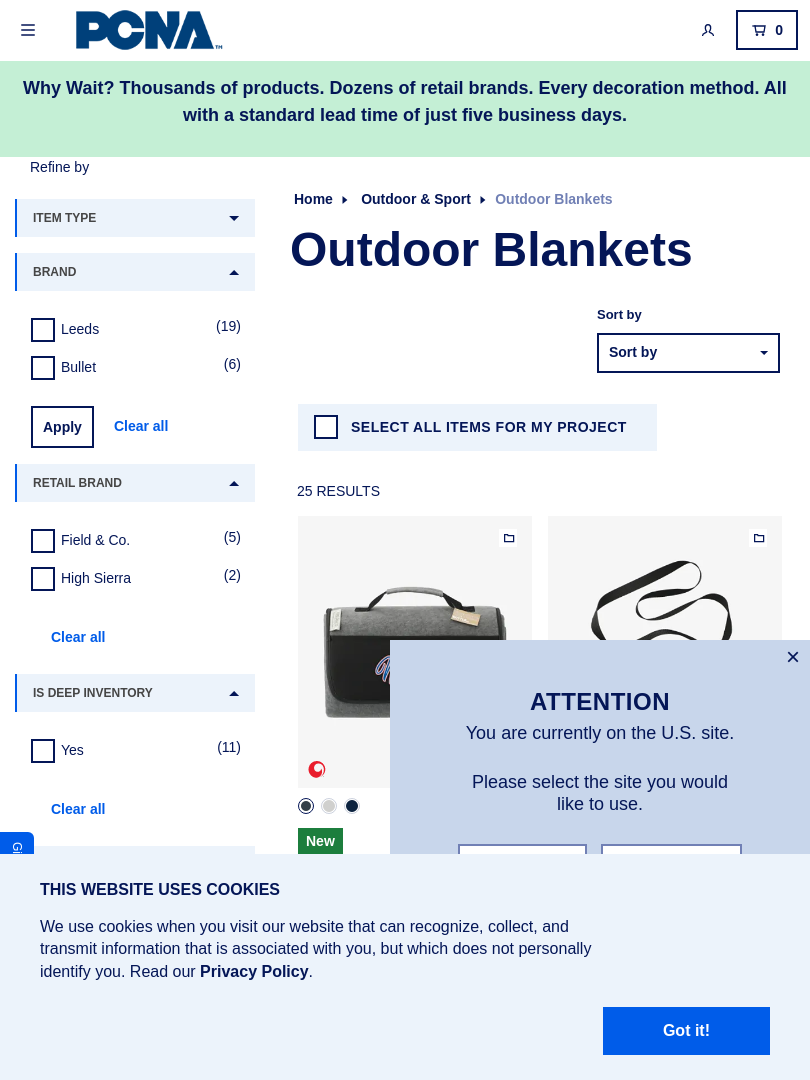 PCNA™
0
Why Wait? Thousands of products. Dozens of retail brands. Every decoration method. All
with a standard lead time of just five business days.
Refine by
ITEM TYPE
BRAND
Leeds (19)
Bullet (6)
Apply Clear all
RETAIL BRAND
Field & Co. (5)
High Sierra (2)
Clear all
IS DEEP INVENTORY
Yes (11)
Clear all
Home Outdoor & Sport Outdoor Blankets
Outdoor Blankets
Sort by
Sort by
SELECT ALL ITEMS FOR MY PROJECT
25 RESULTS
New
ATTENTION
You are currently on the U.S. site.
Please select the site you would
like to use.
THIS WEBSITE USES COOKIES
We use cookies when you visit our website that can recognize, collect, and
transmit information that is associated with you, but which does not personally
identify you. Read our Privacy Policy.
Got it!